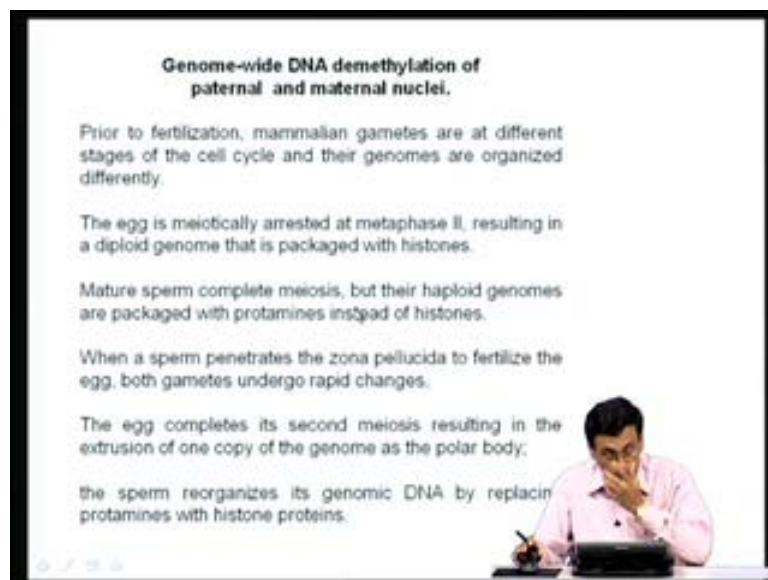 Genome-wide DNA demethylation of
paternal and maternal nuclei.
Prior to fertilization, mammalian gametes are at different
stages of the cell cycle and their genomes are organized
differently.
The egg is meiotically arrested at metaphase II, resulting in
a diploid genome that is packaged with histones.
Mature sperm complete meiosis, but their haploid genomes
are packaged with protamines instead of histones.
When a sperm penetrates the zona pellucida to fertilize the
egg, both gametes undergo rapid changes.
The egg completes its second meiosis resulting in the
extrusion of one copy of the genome as the polar body;
the sperm reorganizes its genomic DNA by replacin
protamines with histone proteins.